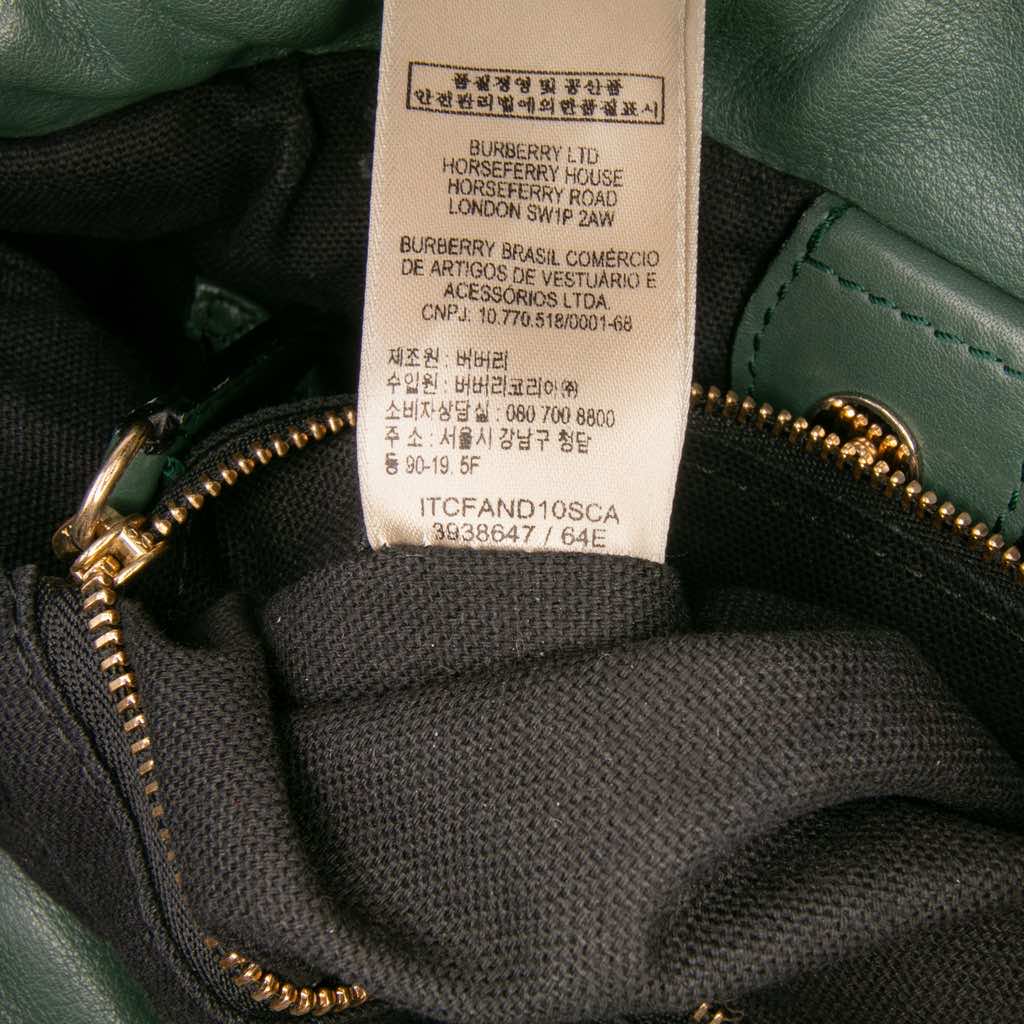 품질경영 및 공산품
안전관리법에의한품질표시
BURBERRY LTD
HORSEFERRY HOUSE
HORSEFERRY ROAD
LONDON SW1P 2AW
BURBERRY BRASIL COMÉRCIO
DE ARTIGOS DE VESTUÁRIO E
ACESSÓRIOS LTDA
CNPJ: 10.770.518/0001-68
제조원 : 버버리
수입원 : 버버리코리아㈜
소비자상담실 : 080 700 8800
주 소 : 서울시 강남구 청담
동 90-19. 5F
ITCFAND10SCA
3938647 / 64E